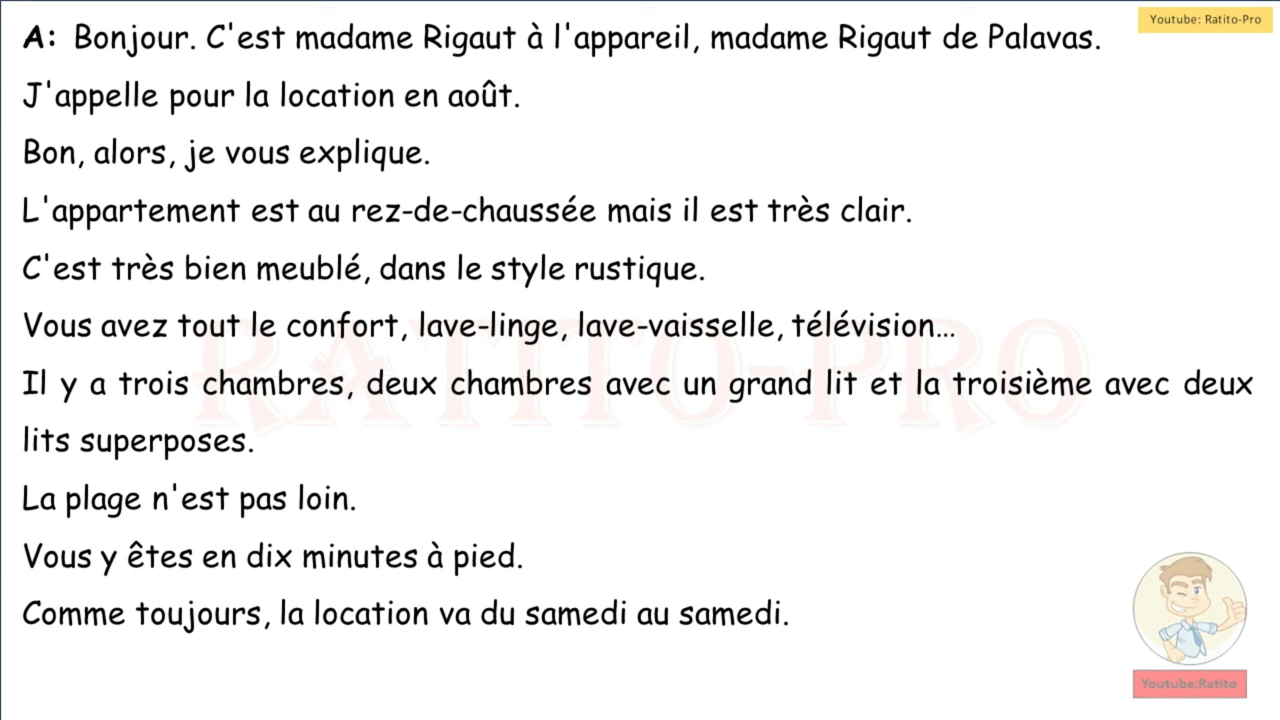 Youtube: Ratito-Pro
A: Bonjour. C'est madame Rigaut à l'appareil, madame Rigaut de Palavas.
J'appelle pour la location en août.
Bon, alors, je vous explique.
L'appartement est au rez-de-chaussée mais il est très clair.
C'est très bien meublé, dans le style rustique.
Vous avez tout le confort, lave-linge, lave-vaisselle, télévision...
RATITO-PRO
Il y a trois chambres, deux chambres avec un grand lit et la troisième avec deux
lits superposes.
La plage n'est pas loin.
Vous y êtes en dix minutes à pied.
Comme toujours, la location va du samedi au samedi.
Youtube:Ratito